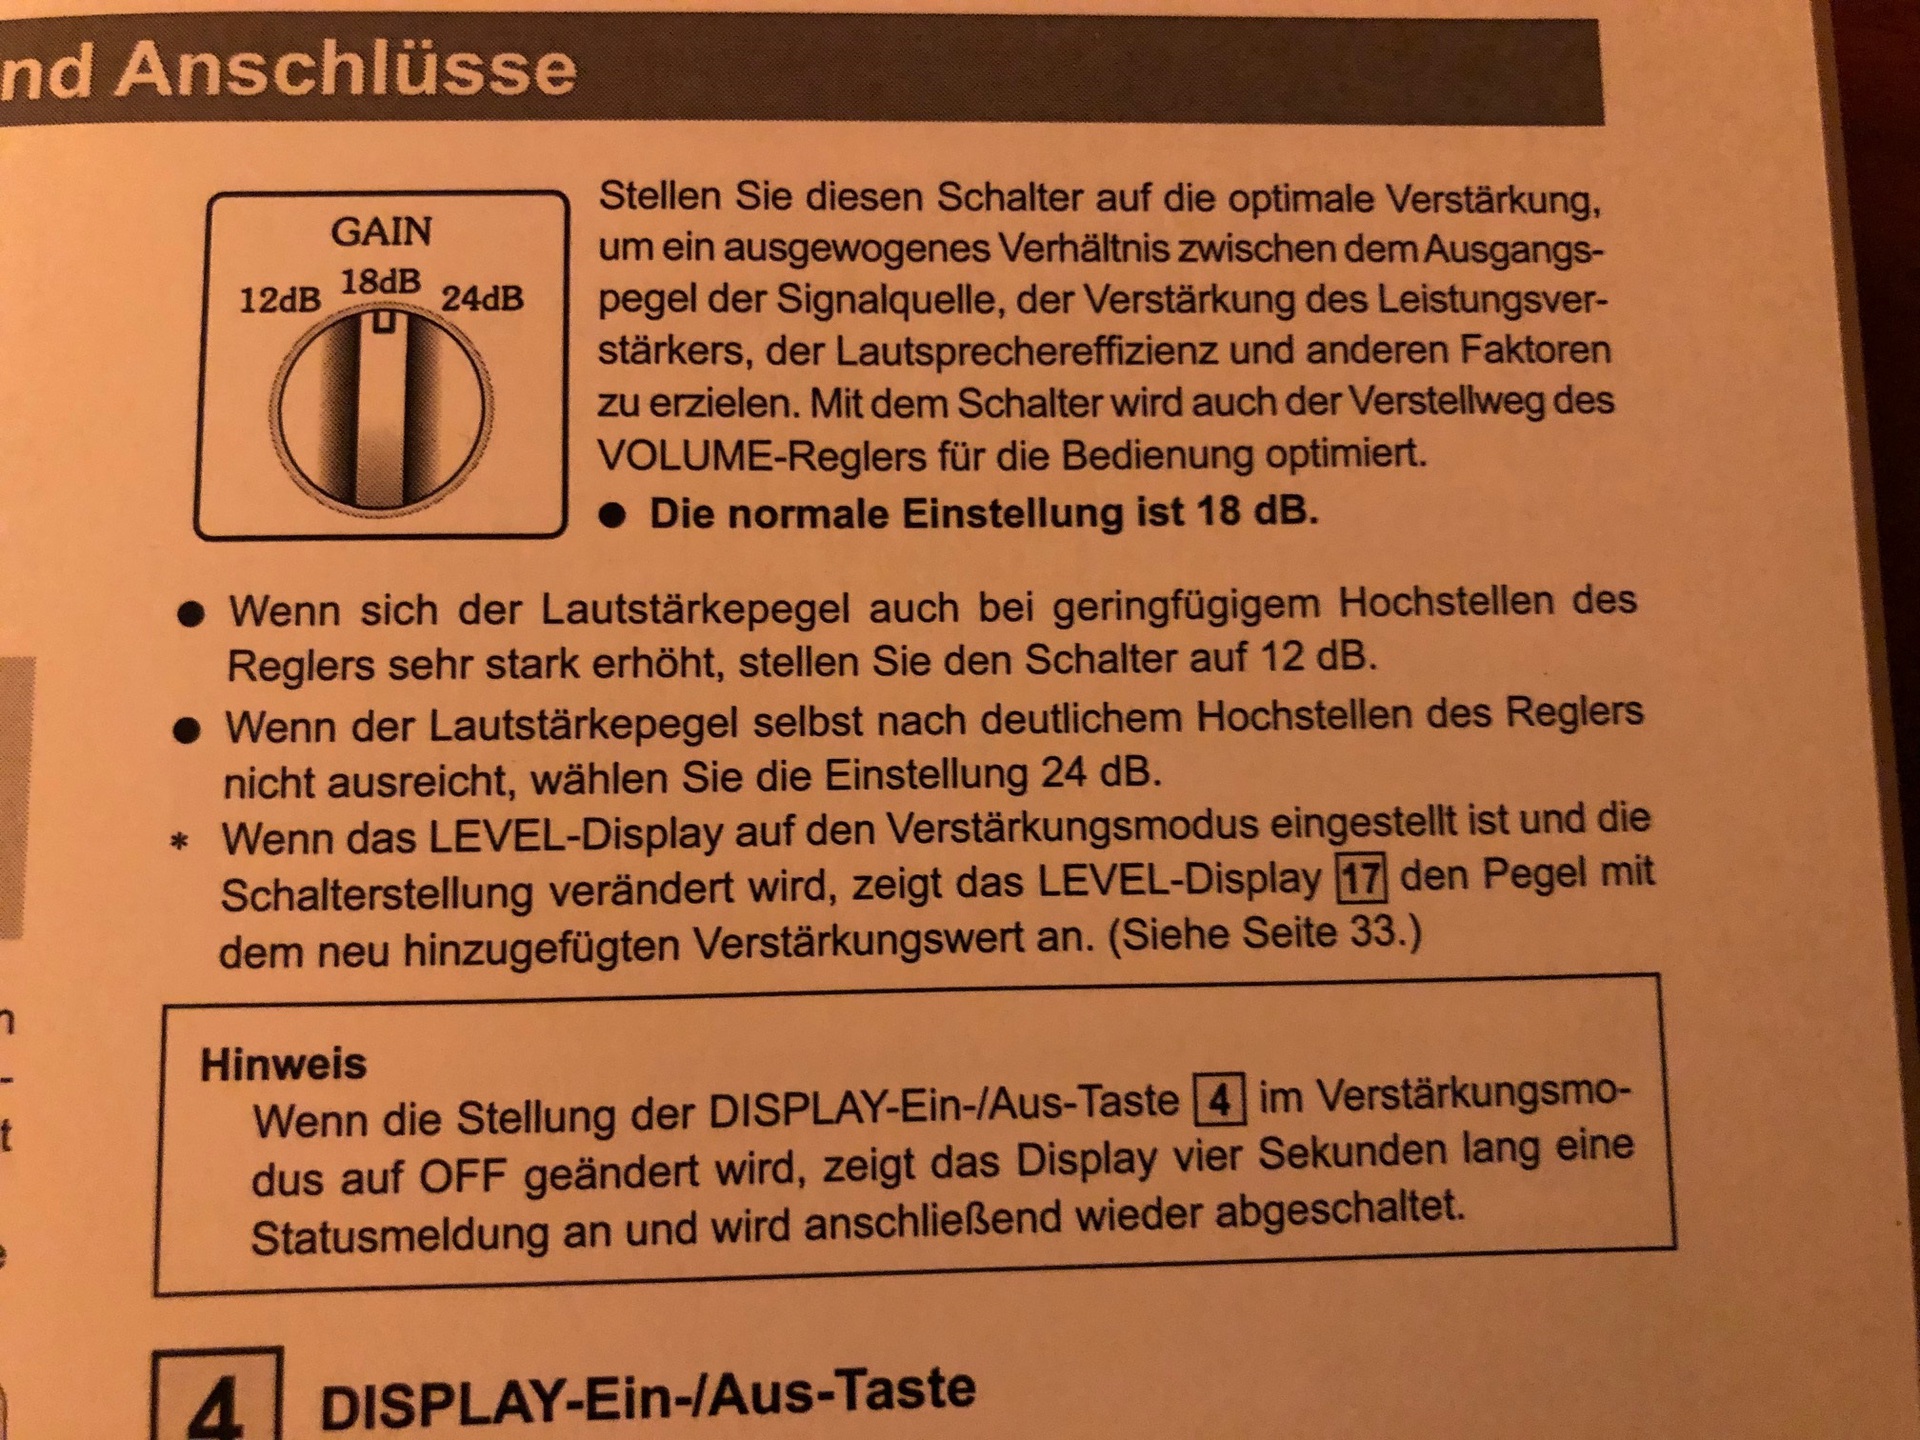 nd Anschlüsse
GAIN
12dB 18dB 24dB
Stellen Sie diesen Schalter auf die optimale Verstärkung,
um ein ausgewogenes Verhältnis zwischen dem Ausgangs-
pegel der Signalquelle, der Verstärkung des Leistungsver-
stärkers, der Lautsprechereffizienz und anderen Faktoren
zu erzielen. Mit dem Schalter wird auch der Verstellweg des
VOLUME-Reglers für die Bedienung optimiert.
● Die normale Einstellung ist 18 dB.
● Wenn sich der Lautstärkepegel auch bei geringfügigem Hochstellen des
Reglers sehr stark erhöht, stellen Sie den Schalter auf 12 dB.
● Wenn der Lautstärkepegel selbst nach deutlichem Hochstellen des Reglers
nicht ausreicht, wählen Sie die Einstellung 24 dB.
* Wenn das LEVEL-Display auf den Verstärkungsmodus eingestellt ist und die
Schalterstellung verändert wird, zeigt das LEVEL-Display 17 den Pegel mit
dem neu hinzugefügten Verstärkungswert an. (Siehe Seite 33.)
Hinweis
Wenn die Stellung der DISPLAY-Ein-/Aus-Taste 4 im Verstärkungsmo-
dus auf OFF geändert wird, zeigt das Display vier Sekunden lang eine
Statusmeldung an und wird anschließend wieder abgeschaltet.
4 DISPLAY-Ein-/Aus-Taste